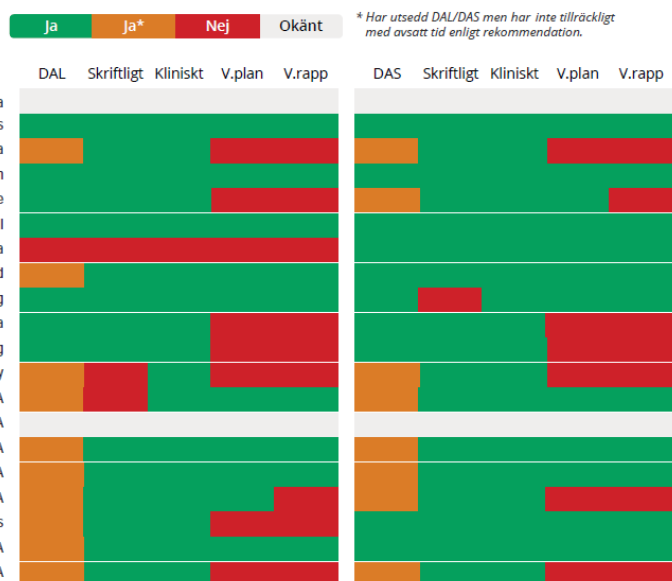 Ja Ja* Nej Okänt
* Har utsedd DAL/DAS men har inte tillräckligt
med avsatt tid enligt rekommendation.
DAL Skriftligt Kliniskt V.plan V.rapp DAS Skriftligt Kliniskt V.plan V.rapp
a
s
a
n
e
l
a
d
g
a
g
y
A
A
A
A
A
s
A
A